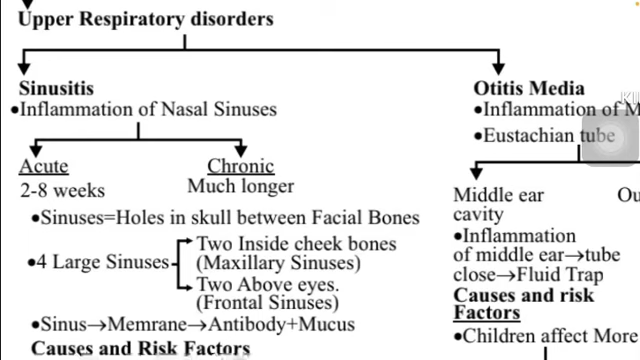 Upper Respiratory disorders
Sinusitis
•Inflammation of Nasal Sinuses
Acute
2-8 weeks
Chronic
Much longer
•Sinuses=Holes in skull between Facial Bones
•4 Large Sinuses
Two Inside cheek bones
(Maxillary Sinuses)
Two Above eyes.
(Frontal Sinuses)
•Sinus→Memrane→Antibody+Mucus
Causes and Risk Factors
Otitis Media
•Inflammation of M
•Eustachian tube
Middle ear
cavity
Ou
•Inflammation
of middle ear→tube
close→Fluid Trap
Causes and risk
Factors
•Children affect More